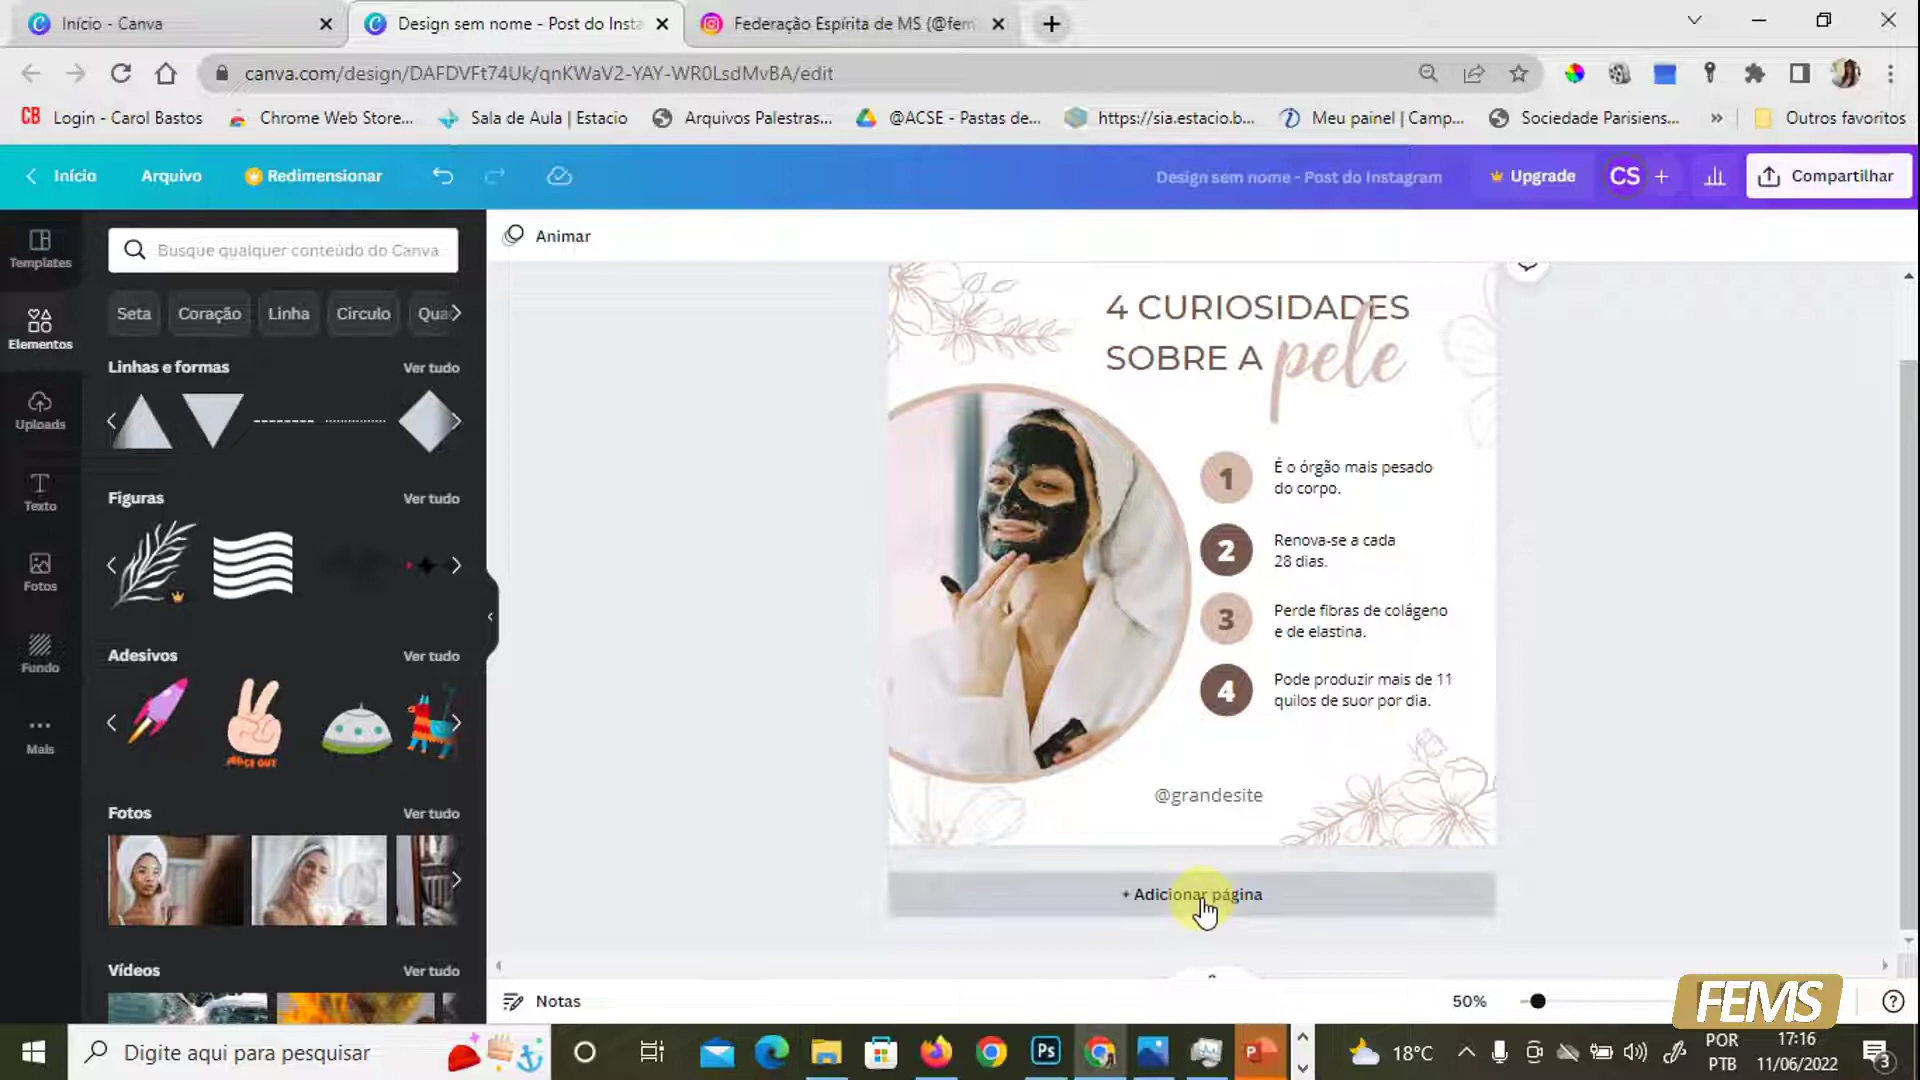 Início - Canva
Design sem nome - Post do Insta
Federação Espírita de MS (@fem
canva.com/design/DAFDVFt74Uk/qnKWaV2-YAY-WR0LsdMvBA/edit
CB Login - Carol Bastos
Chrome Web Store...
Sala de Aula | Estacio
Arquivos Palestras...
@ACSE - Pastas de...
https://sia.estacio.b...
Meu painel | Camp...
Sociedade Parisiens...
Outros favoritos
Início
Arquivo
Redimensionar
Design sem nome - Post do Instagram
Upgrade
CS
Compartilhar
Templates
Elementos
Uploads
Texto
Fotos
Fundo
Mais
Busque qualquer conteúdo do Canva
Seta
Coração
Linha
Círculo
Qua
Linhas e formas
Ver tudo
Figuras
Ver tudo
Adesivos
Ver tudo
PEACE OUT
Fotos
Ver tudo
Vídeos
Ver tudo
Animar
4 CURIOSIDADES
SOBRE A pele
1
É o órgão mais pesado
do corpo.
2
Renova-se a cada
28 dias.
3
Perde fibras de colágeno
e de elastina.
4
Pode produzir mais de 11
quilos de suor por dia.
@grandesite
+ Adicionar página
Notas
50%
FEMS
Digite aqui para pesquisar
Ps
P
18°C
POR
PTB
17:16
11/06/2022
3